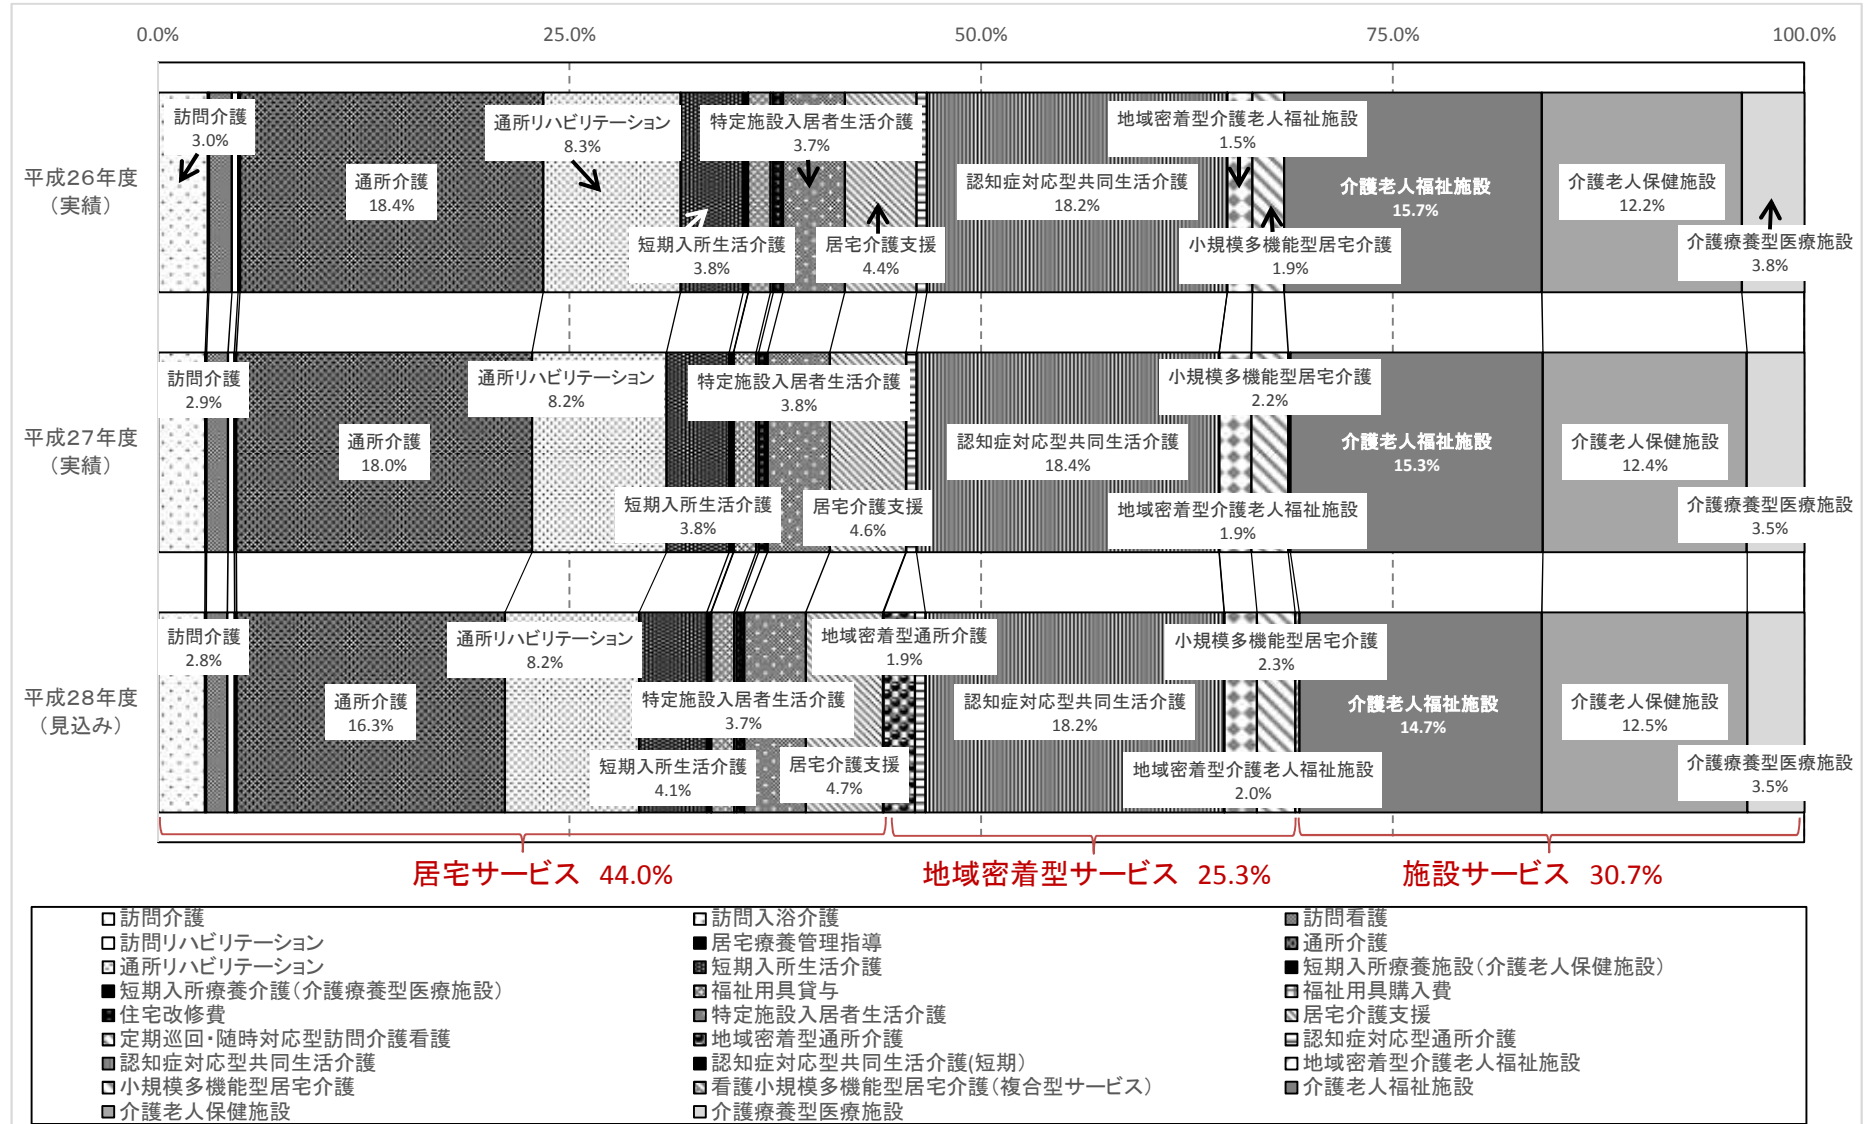 0.0%
25.0%
50.0%
75.0%
100.0%
平成26年度
（実績）
訪問介護
3.0%
通所介護
18.4%
通所リハビリテーション
8.3%
短期入所生活介護
3.8%
特定施設入居者生活介護
3.7%
居宅介護支援
4.4%
認知症対応型共同生活介護
18.2%
地域密着型介護老人福祉施設
1.5%
小規模多機能型居宅介護
1.9%
介護老人福祉施設
15.7%
介護老人保健施設
12.2%
介護療養型医療施設
3.8%
平成27年度
（実績）
訪問介護
2.9%
通所介護
18.0%
通所リハビリテーション
8.2%
短期入所生活介護
3.8%
特定施設入居者生活介護
3.8%
居宅介護支援
4.6%
認知症対応型共同生活介護
18.4%
小規模多機能型居宅介護
2.2%
地域密着型介護老人福祉施設
1.9%
介護老人福祉施設
15.3%
介護老人保健施設
12.4%
介護療養型医療施設
3.5%
平成28年度
（見込み）
訪問介護
2.8%
通所介護
16.3%
通所リハビリテーション
8.2%
短期入所生活介護
4.1%
特定施設入居者生活介護
3.7%
居宅介護支援
4.7%
地域密着型通所介護
1.9%
認知症対応型共同生活介護
18.2%
小規模多機能型居宅介護
2.3%
地域密着型介護老人福祉施設
2.0%
介護老人福祉施設
14.7%
介護老人保健施設
12.5%
介護療養型医療施設
3.5%
居宅サービス 44.0%
地域密着型サービス 25.3%
施設サービス 30.7%
訪問介護
訪問入浴介護
訪問看護
訪問リハビリテーション
居宅療養管理指導
通所介護
通所リハビリテーション
短期入所生活介護
短期入所療養施設（介護老人保健施設）
短期入所療養介護（介護療養型医療施設）
福祉用具貸与
福祉用具購入費
住宅改修費
特定施設入居者生活介護
居宅介護支援
定期巡回・随時対応型訪問介護看護
地域密着型通所介護
認知症対応型通所介護
認知症対応型共同生活介護
認知症対応型共同生活介護(短期）
地域密着型介護老人福祉施設
小規模多機能型居宅介護
看護小規模多機能型居宅介護（複合型サービス）
介護老人福祉施設
介護老人保健施設
介護療養型医療施設